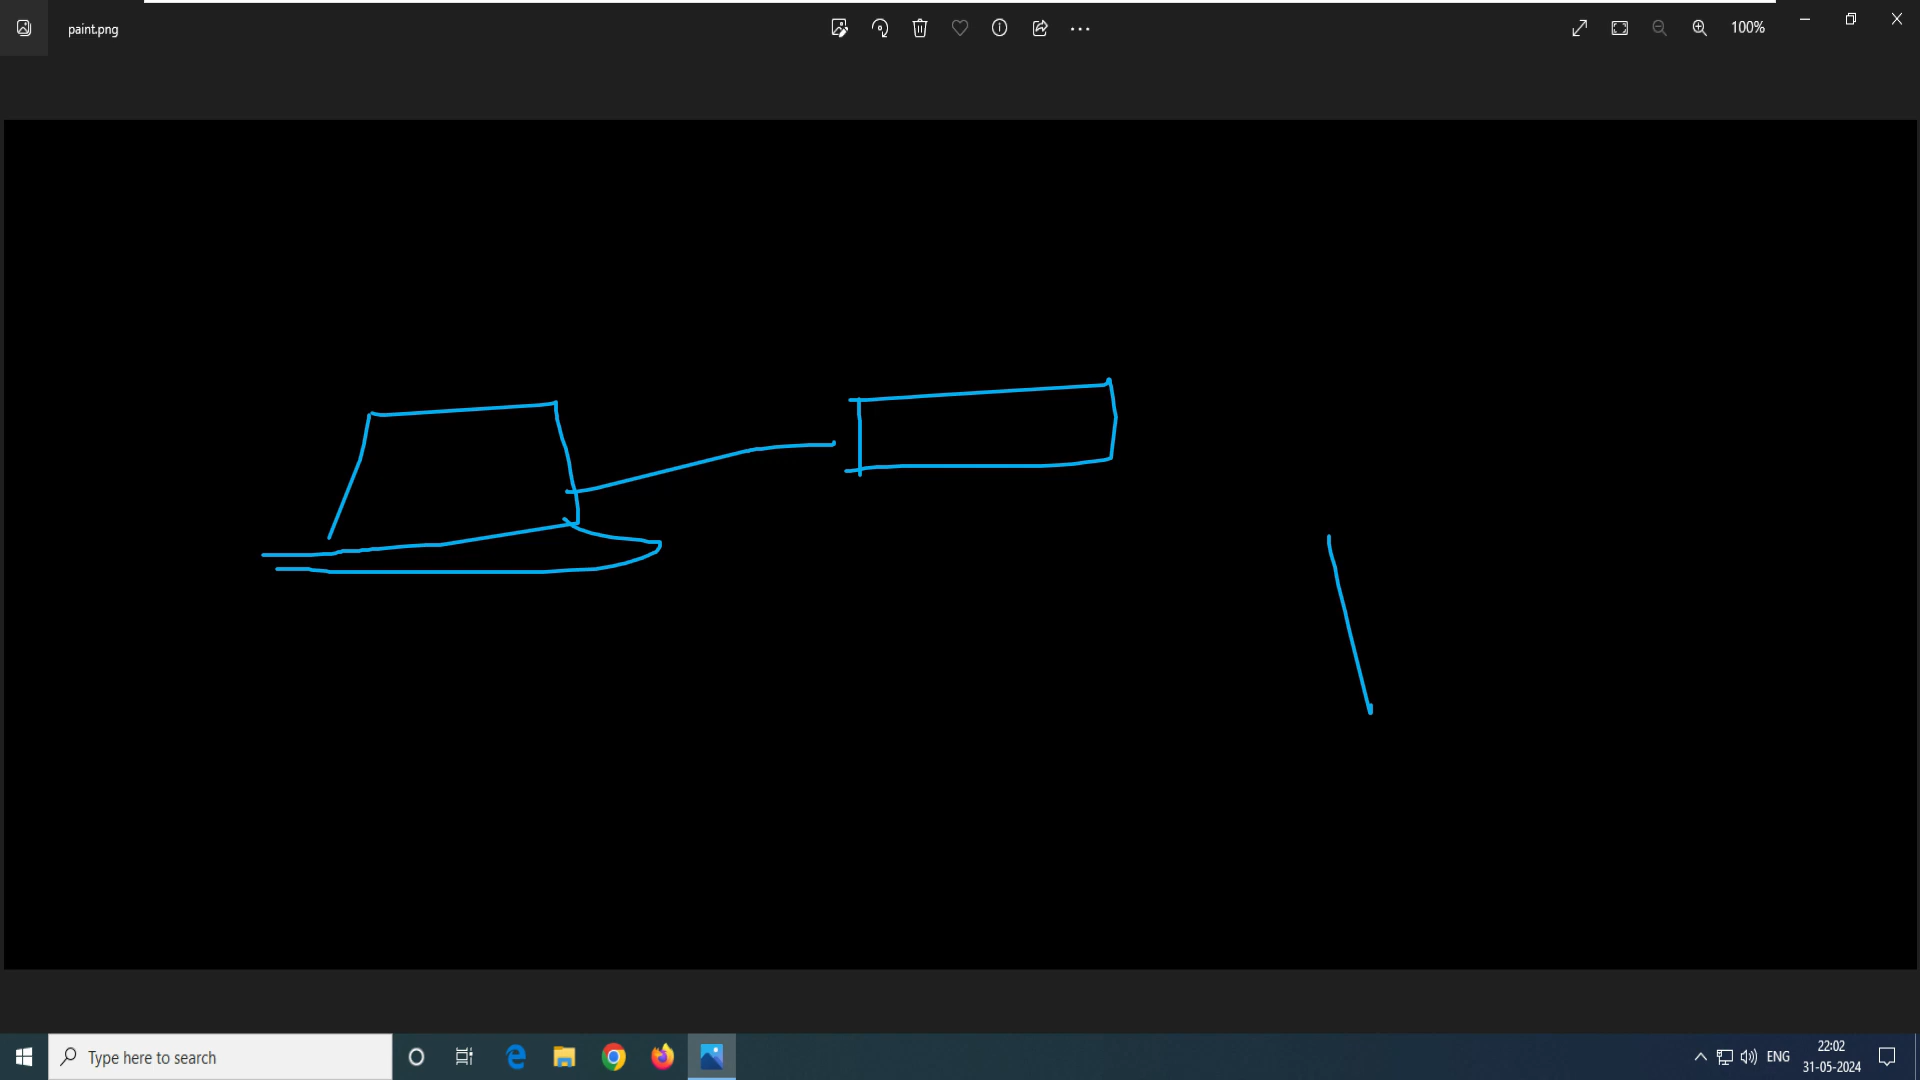 paint.png
100%
Type here to search
ENG
22:02
31-05-2024